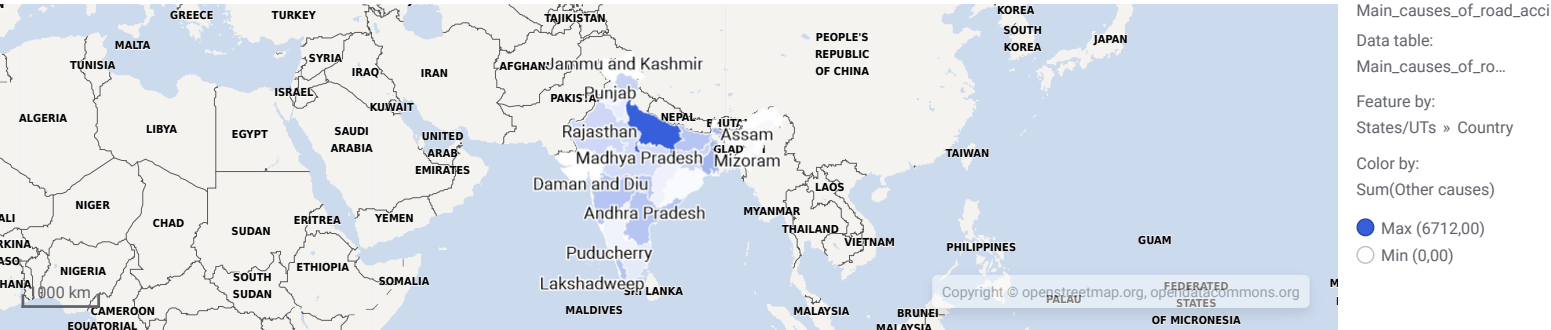 GREECE
TURKEY
TAJIKISTAN
KOREA
MALTA
SOUTH
KOREA
JAPAN
PEOPLE'S
REPUBLIC
OF CHINA
TUNISIA
SYRIA
IRAQ
IRAN
Jammu and Kashmir
ISRAEL
KUWAIT
Punjab
ALGERIA
LIBYA
EGYPT
SAUDI
ARABIA
UNITED
ARAB
EMIRATES
NEPAL
Rajasthan
Assam
Madhya Pradesh
Mizoram
TAIWAN
Daman and Diu
LAOS
NIGER
CHAD
SUDAN
ERITREA
YEMEN
Andhra Pradesh
MYANMAR
THAILAND
VIETNAM
PHILIPPINES
GUAM
NIGERIA
SOUTH
SUDAN
ETHIOPIA
SOMALIA
Puducherry
Lakshadweep
LANKA
MALDIVES
1000 km
CAMEROON
EQUATORIAL
MALAYSIA
BRUNEI
MALAYSIA
PALAU
FEDERATED
STATES
OF MICRONESIA
Copyright © openstreetmap.org, opendatacommons.org
Main_causes_of_road_acci
Data table:
Main_causes_of_ro...
Feature by:
States/UTs » Country
Color by:
Sum(Other causes)
Max (6712,00)
Min (0,00)